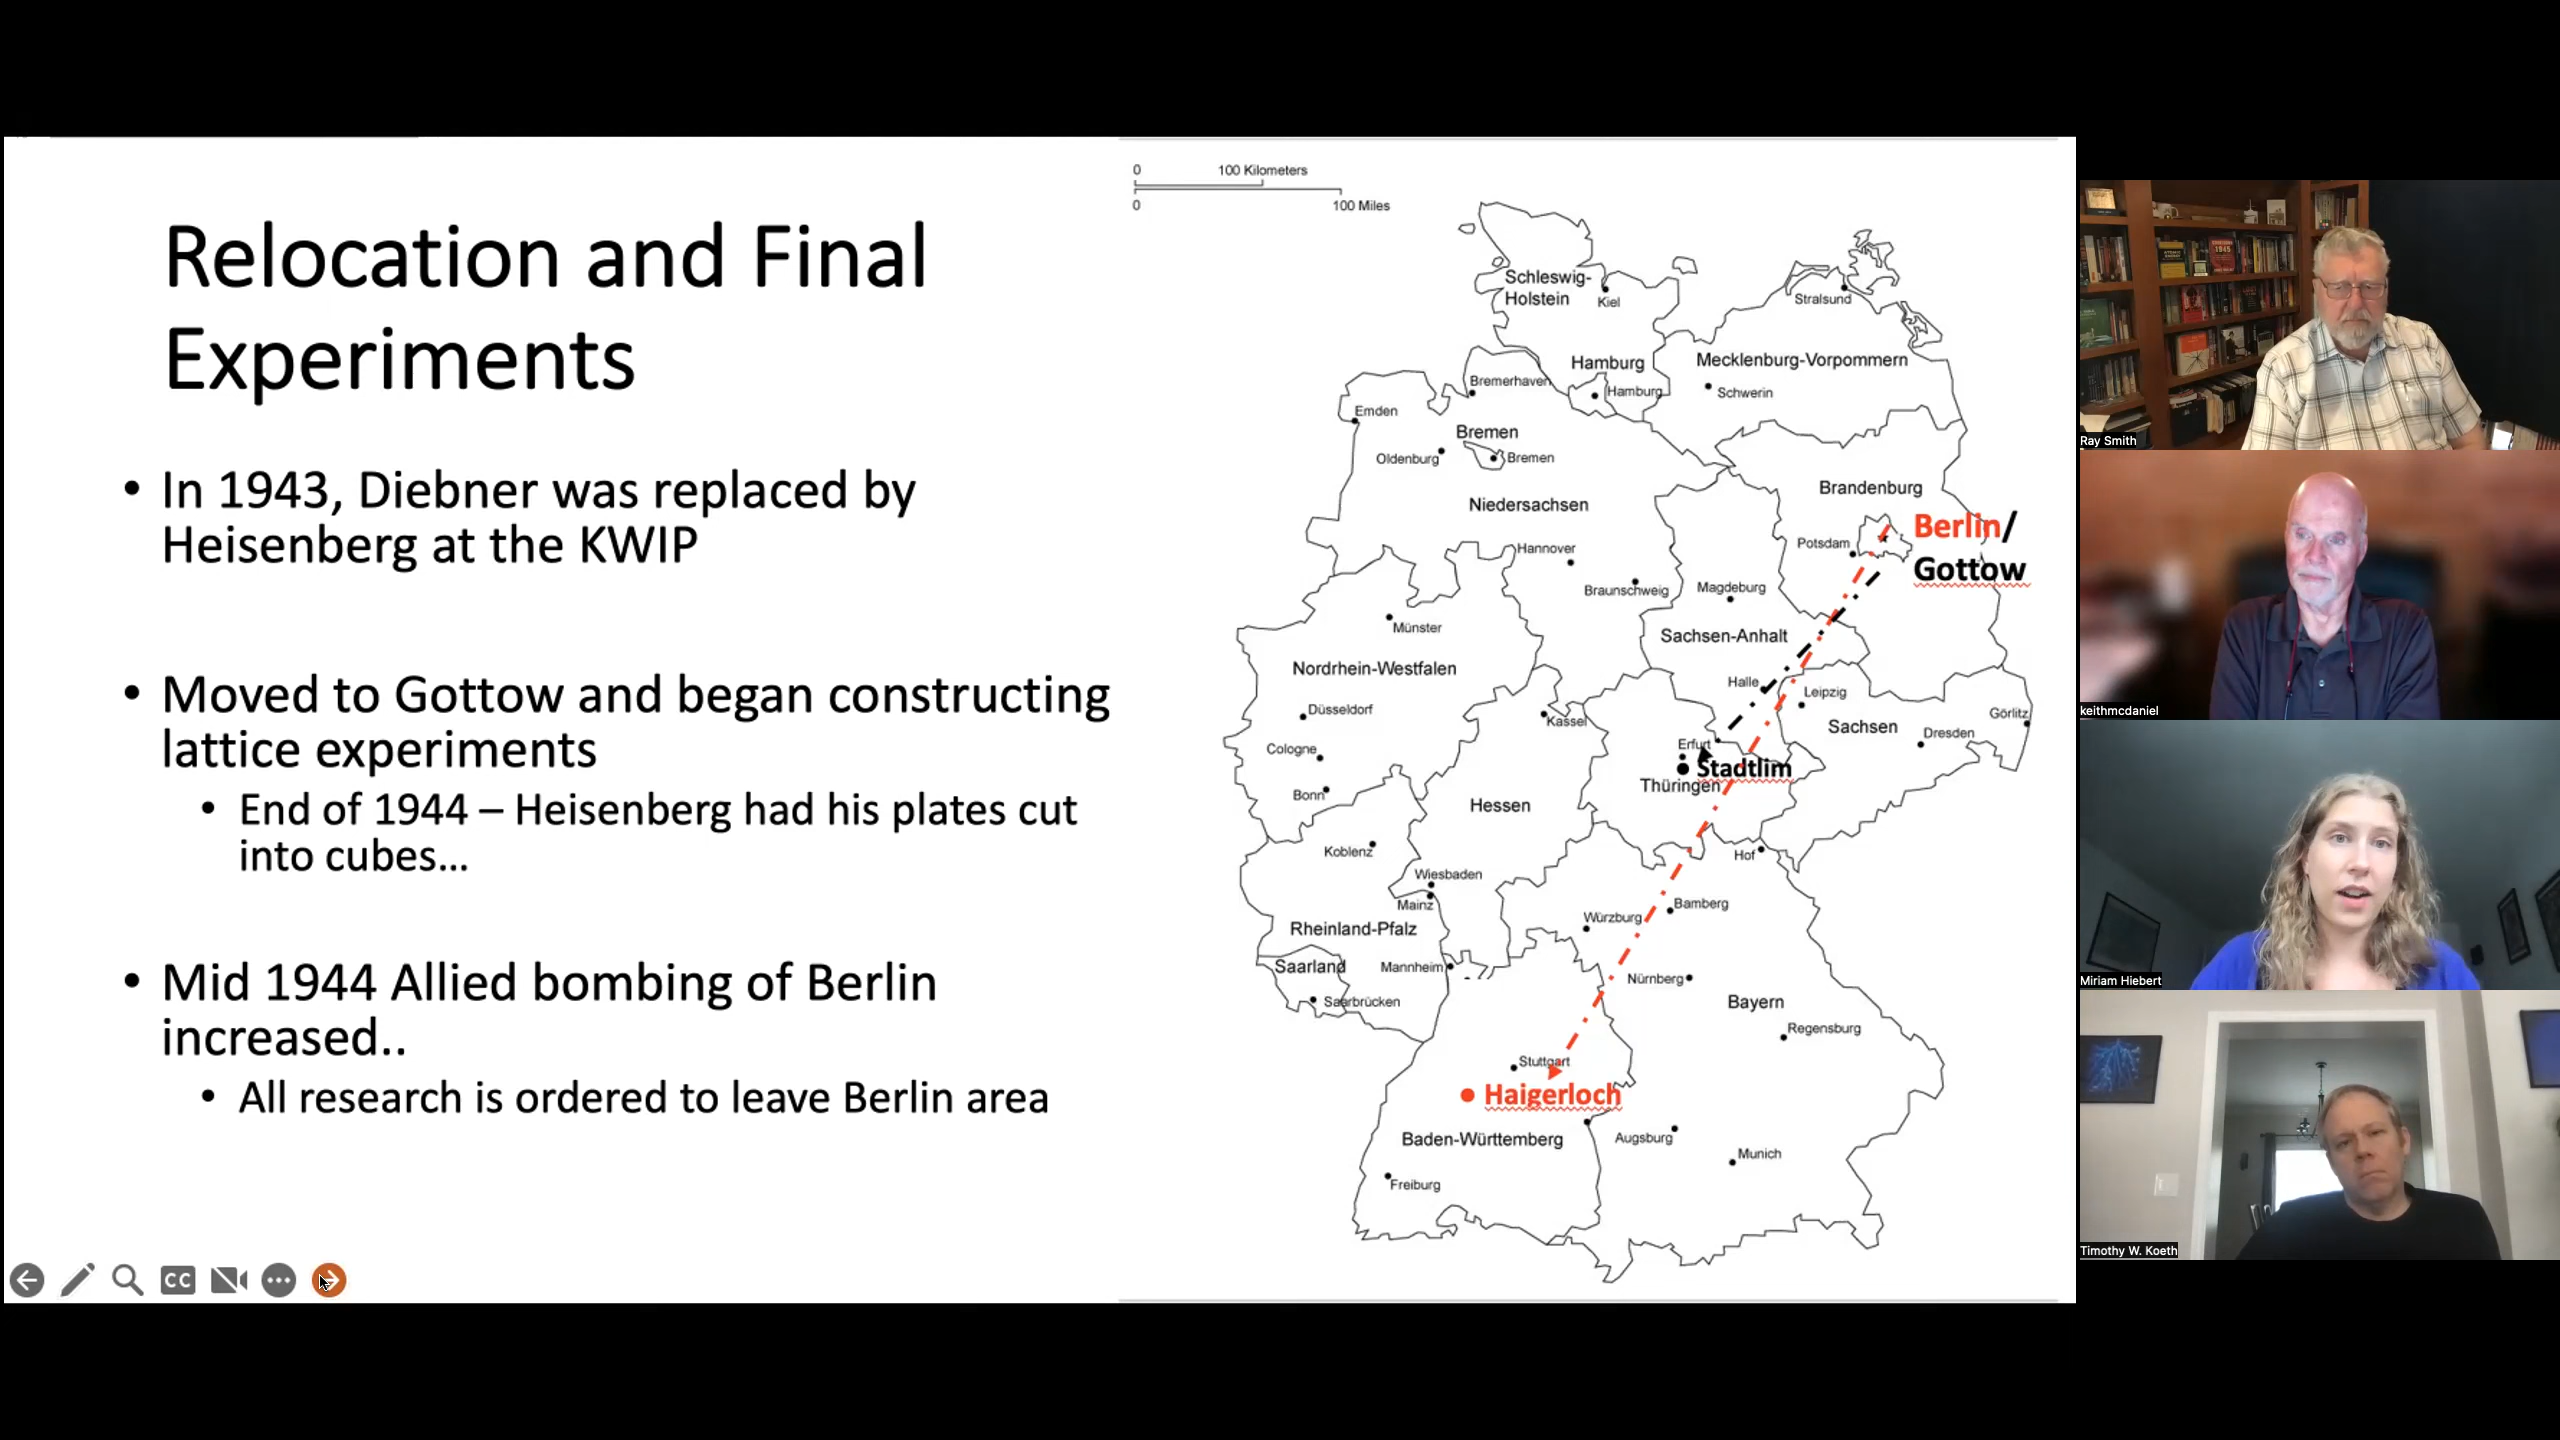 Relocation and Final
Experiments
• In 1943, Diebner was replaced by
Heisenberg at the KWIP
• Moved to Gottow and began constructing
lattice experiments
• End of 1944 – Heisenberg had his plates cut
into cubes...
• Mid 1944 Allied bombing of Berlin
increased..
• All research is ordered to leave Berlin area
0 100 Kilometers
0 100 Miles
Schleswig-
Holstein
Kiel
Stralsund
Hamburg
Hamburg
Mecklenburg-Vorpommern
Schwerin
Bremerhaven
Emden
Bremen
Bremen
Oldenburg
Niedersachsen
Brandenburg
Berlin/
Gottow
Potsdam
Hannover
Braunschweig
Magdeburg
Münster
Sachsen-Anhalt
Nordrhein-Westfalen
Halle
Leipzig
Düsseldorf
Kassel
Görlitz
Sachsen
Dresden
Cologne
Erfurt
Stadtlim
Thüringen
Bonn
Hessen
Koblenz
Hof
Wiesbaden
Mainz
Bamberg
Würzburg
Rheinland-Pfalz
Saarland
Mannheim
Nürnberg
Saarbrücken
Bayern
Regensburg
Stuttgart
Haigerloch
Baden-Württemberg
Augsburg
Munich
Freiburg
CC
Ray Smith
keithmcdaniel
Miriam Hiebert
Timothy W. Koeth